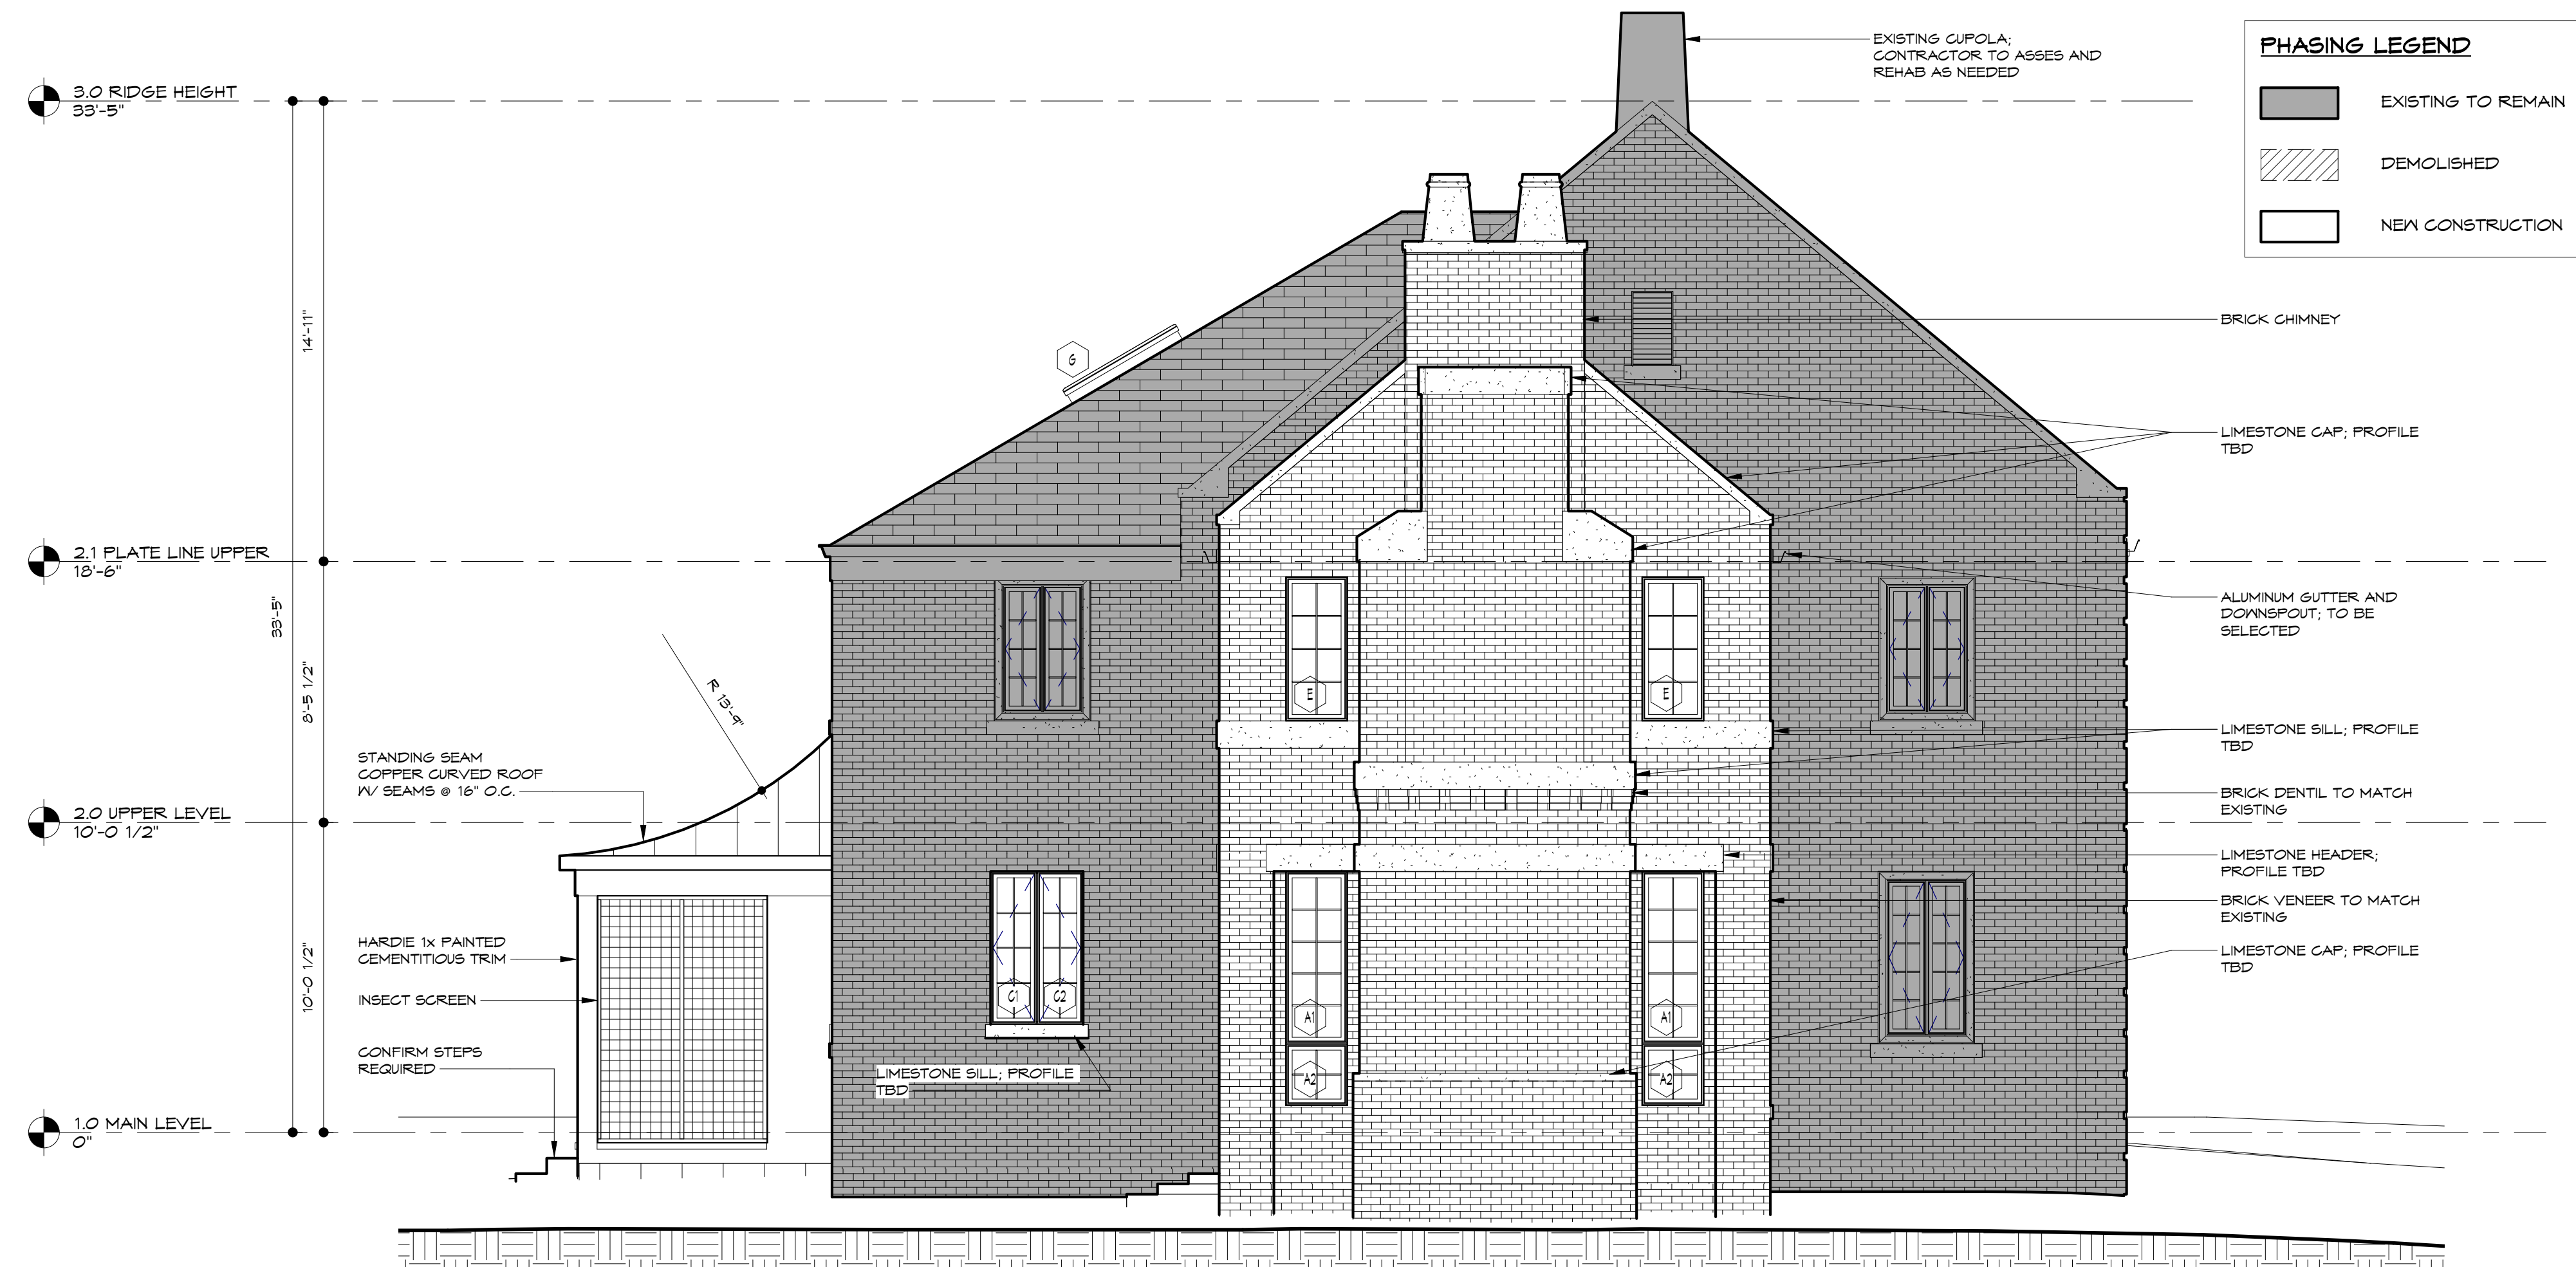 3.0 RIDGE HEIGHT
33'-5"
2.1 PLATE LINE UPPER
18'-6"
2.0 UPPER LEVEL
10'-0 1/2"
1.0 MAIN LEVEL
0"
14'-11"
33'-5"
8'-5 1/2"
10'-0 1/2"
R 13'-9"
STANDING SEAM
COPPER CURVED ROOF
W/ SEAMS @ 16" O.C.
HARDIE 1x PAINTED
CEMENTITIOUS TRIM
INSECT SCREEN
CONFIRM STEPS
REQUIRED
G
E
E
C1
C2
A1
A1
A2
A2
LIMESTONE SILL; PROFILE
TBD
EXISTING CUPOLA;
CONTRACTOR TO ASSES AND
REHAB AS NEEDED
PHASING LEGEND
EXISTING TO REMAIN
DEMOLISHED
NEW CONSTRUCTION
BRICK CHIMNEY
LIMESTONE CAP; PROFILE
TBD
ALUMINUM GUTTER AND
DOWNSPOUT; TO BE
SELECTED
LIMESTONE SILL; PROFILE
TBD
BRICK DENTIL TO MATCH
EXISTING
LIMESTONE HEADER;
PROFILE TBD
BRICK VENEER TO MATCH
EXISTING
LIMESTONE CAP; PROFILE
TBD